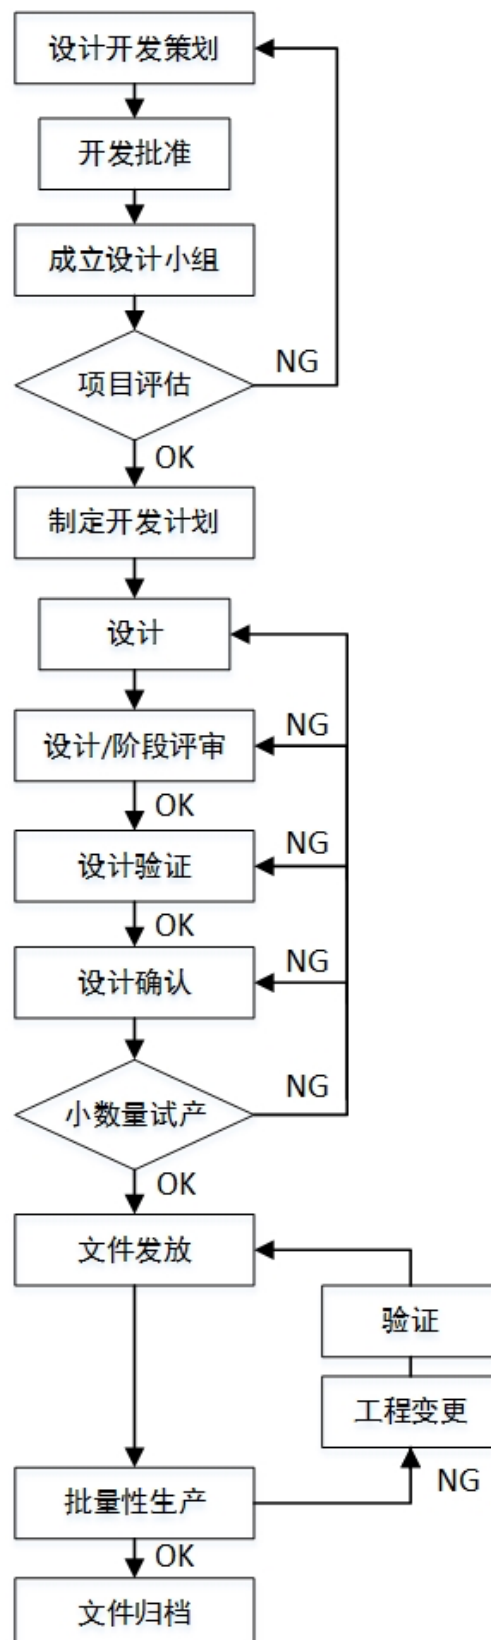 设计开发策划
开发批准
成立设计小组
项目评估
NG
OK
制定开发计划
设计
NG
设计/阶段评审
OK
NG
设计验证
OK
NG
设计确认
NG
小数量试产
OK
文件发放
验证
工程变更
NG
批量性生产
OK
文件归档